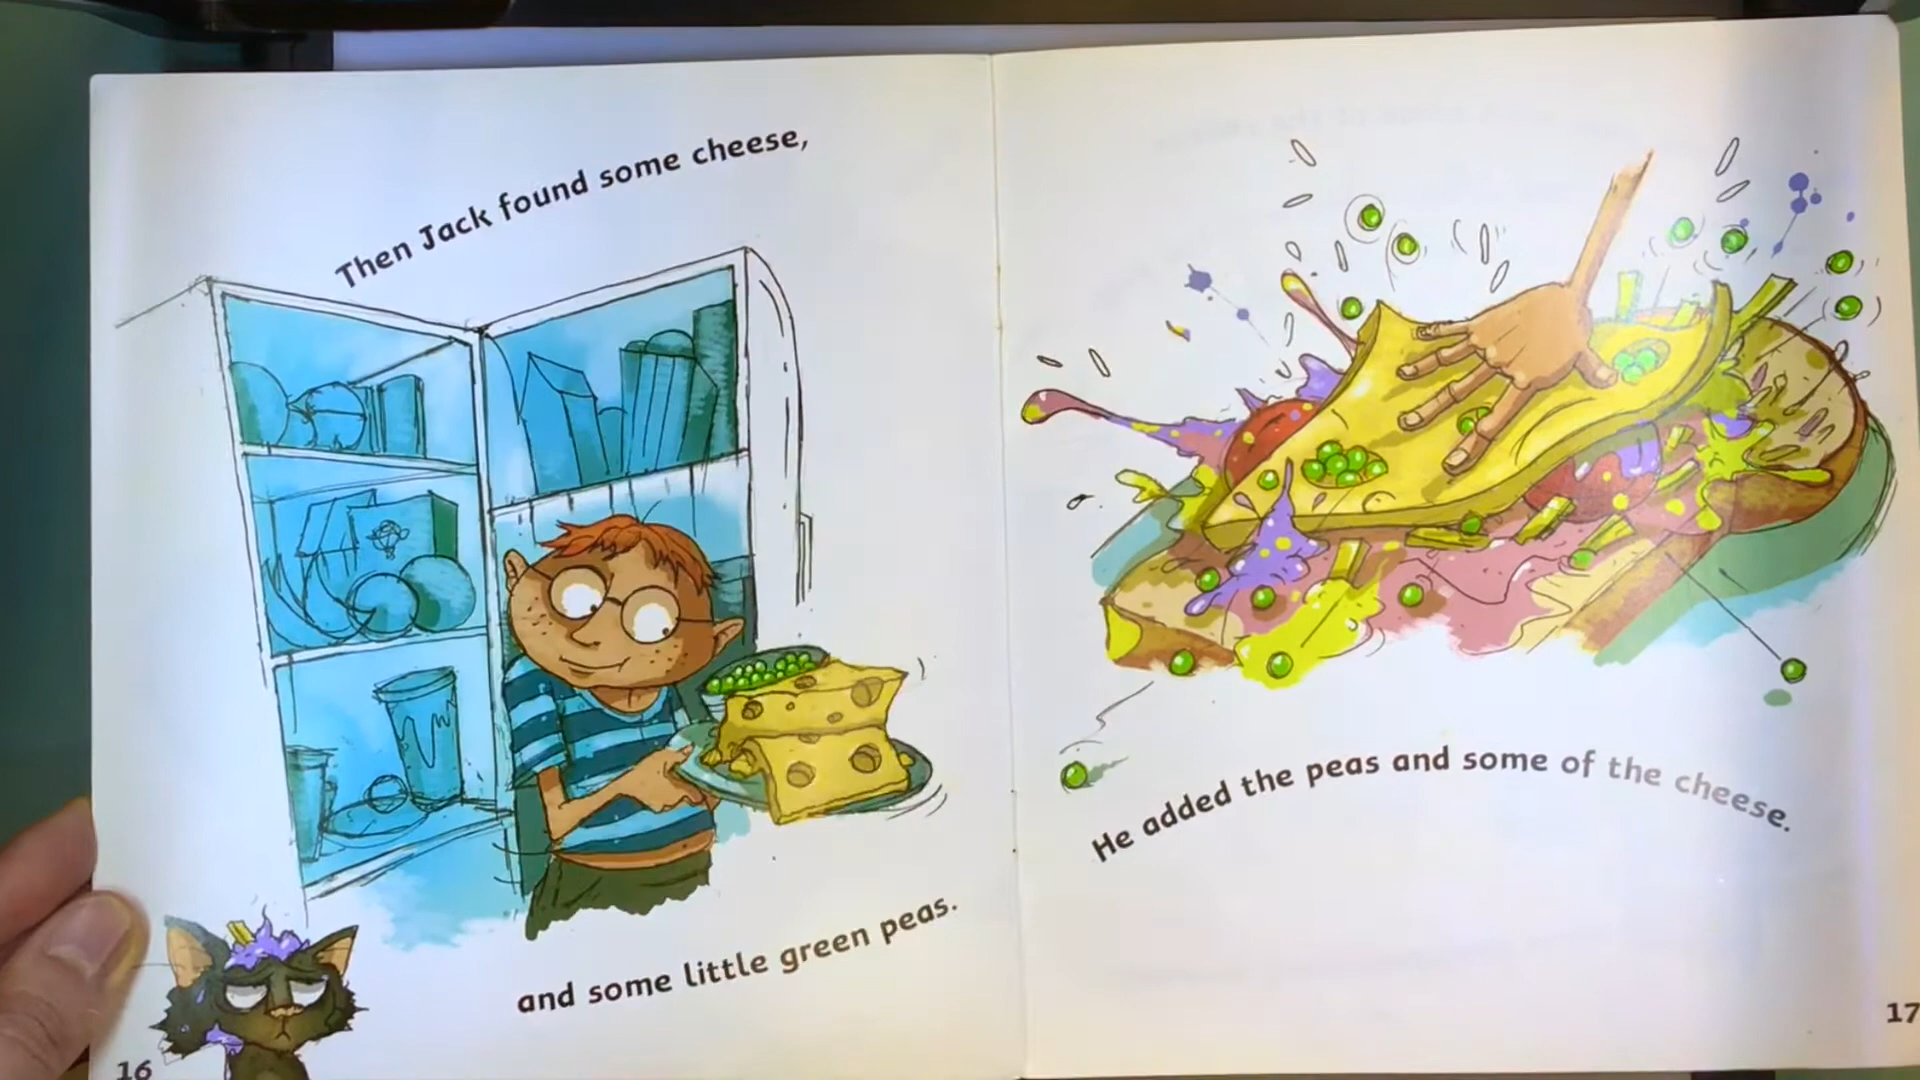 Then Jack found some cheese,
and some little green peas.
16
He added the peas and some of the cheese.
17